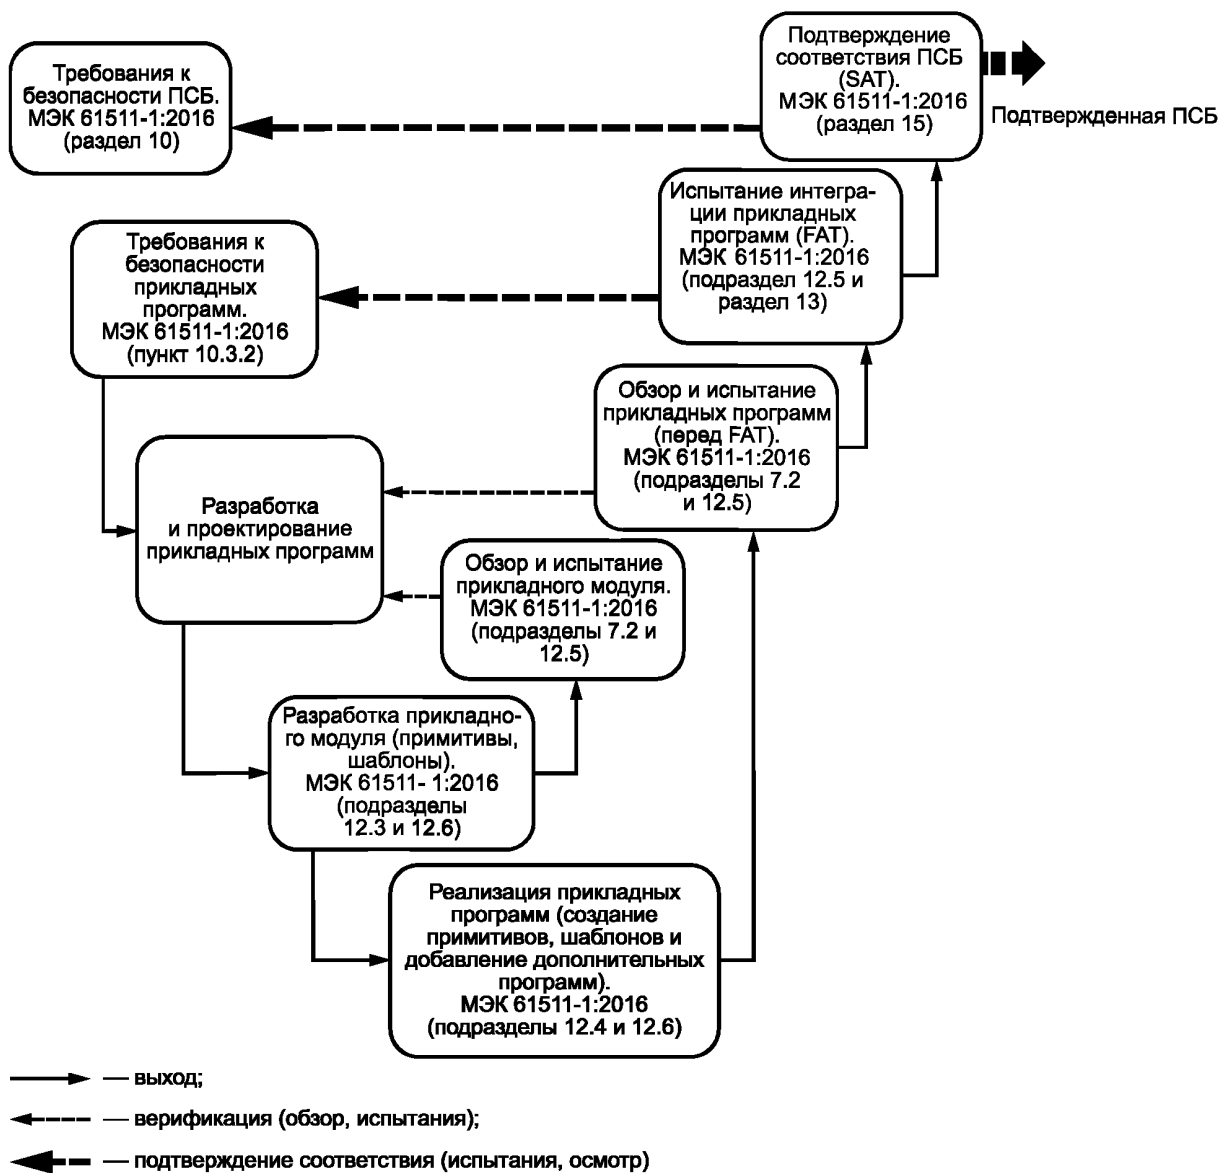 Требования к
безопасности ПСБ.
МЭК 61511-1:2016
(раздел 10)
Подтверждение
соответствия ПСБ
(SAT).
МЭК 61511-1:2016
(раздел 15)
Подтвержденная ПСБ
Испытание интегра-
ции прикладных
программ (FAT).
МЭК 61511-1:2016
(подраздел 12.5 и
раздел 13)
Требования к
безопасности
прикладных
программ.
МЭК 61511-1:2016
(пункт 10.3.2)
Обзор и испытание
прикладных программ
(перед FAT).
МЭК 61511-1:2016
(подразделы 7.2
и 12.5)
Разработка
и проектирование
прикладных программ
Обзор и испытание
прикладного модуля.
МЭК 61511-1:2016
(подразделы 7.2 и
12.5)
Разработка прикладно-
го модуля (примитивы,
шаблоны).
МЭК 61511- 1:2016
(подразделы
12.3 и 12.6)
Реализация прикладных
программ (создание
примитивов, шаблонов и
добавление дополнительных
программ).
МЭК 61511-1:2016
(подразделы 12.4 и 12.6)
— выход;
— верификация (обзор, испытания);
— подтверждение соответствия (испытания, осмотр)